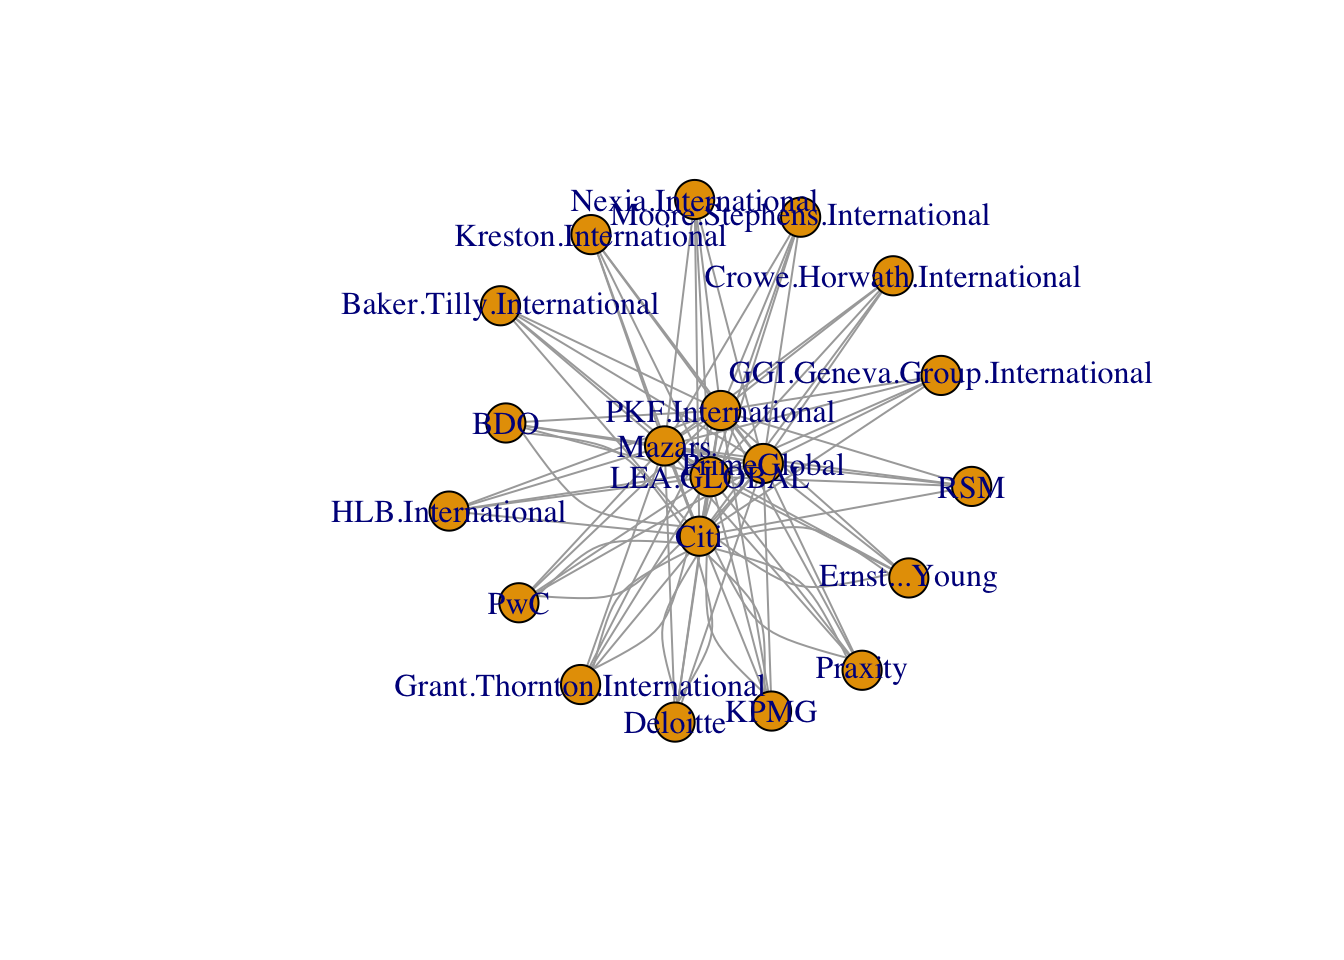 Nexia.International
Moore.Stephens.International
Kreston.International
Crowe.Horwath.International
Baker.Tilly.International
GGI.Geneva.Group.International
PKF.International
BDO
Mazars.
PrimeGlobal
LEA.GLOBAL
RSM
HLB.International
Citi
Ernst...Young
PwC
Praxity
Grant.Thornton.International
KPMG
Deloitte